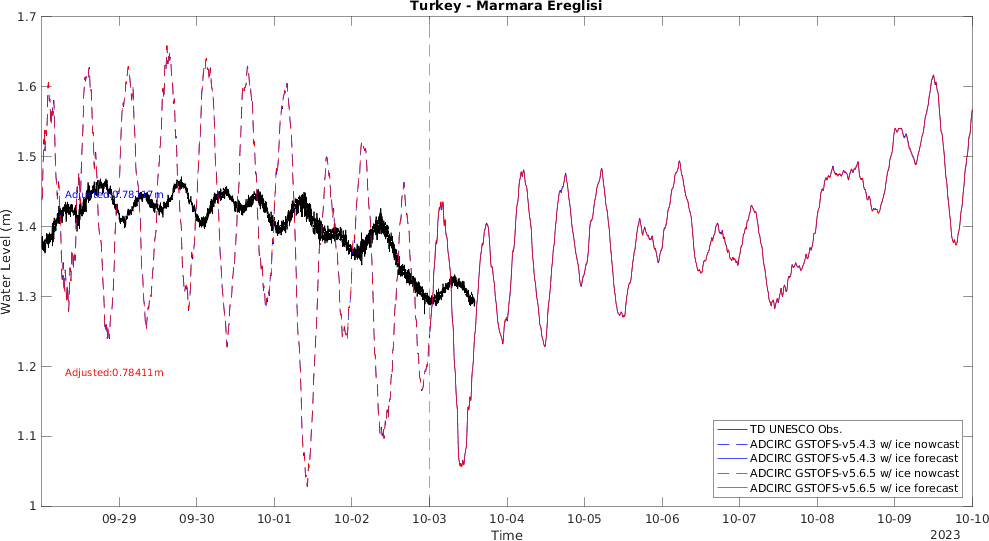 Turkey - Marmara Ereglisi
1.7
1.6
1.5
1.4
1.3
1.2
1.1
1
Water Level (m)
Adjusted:0.78411m
TD UNESCO Obs.
ADCIRC GSTOFS-v5.4.3 w/ ice nowcast
ADCIRC GSTOFS-v5.4.3 w/ ice forecast
ADCIRC GSTOFS-v5.6.5 w/ ice nowcast
ADCIRC GSTOFS-v5.6.5 w/ ice forecast
09-29 09-30 10-01 10-02 10-03 10-04 10-05 10-06 10-07 10-08 10-09 10-10
Time
2023